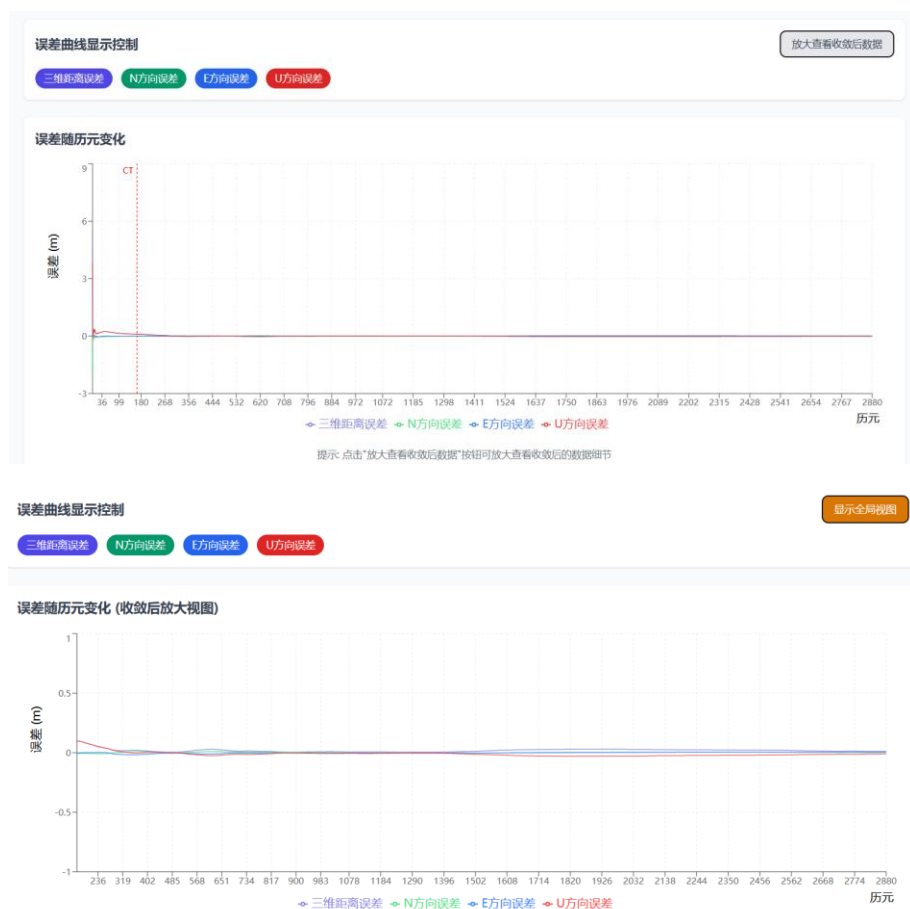 误差曲线显示控制
放大查看收敛后数据
三维距离误差 N方向误差 E方向误差 U方向误差
误差随历元变化
CT
9
6
3
0
-3
误差 (m)
36 99 180 268 356 444 532 620 708 796 884 972 1072 1185 1298 1411 1524 1637 1750 1863 1976 2089 2202 2315 2428 2541 2654 2767 2880
历元
三维距离误差 N方向误差 E方向误差 U方向误差
提示: 点击"放大查看收敛后数据"按钮可放大查看收敛后的数据细节
误差曲线显示控制
显示全局视图
三维距离误差 N方向误差 E方向误差 U方向误差
误差随历元变化 (收敛后放大视图)
1
0.5
0
-0.5
-1
误差 (m)
236 319 402 485 568 651 734 817 900 983 1078 1184 1290 1396 1502 1608 1714 1820 1926 2032 2138 2244 2350 2456 2562 2668 2774 2880
历元
三维距离误差 N方向误差 E方向误差 U方向误差